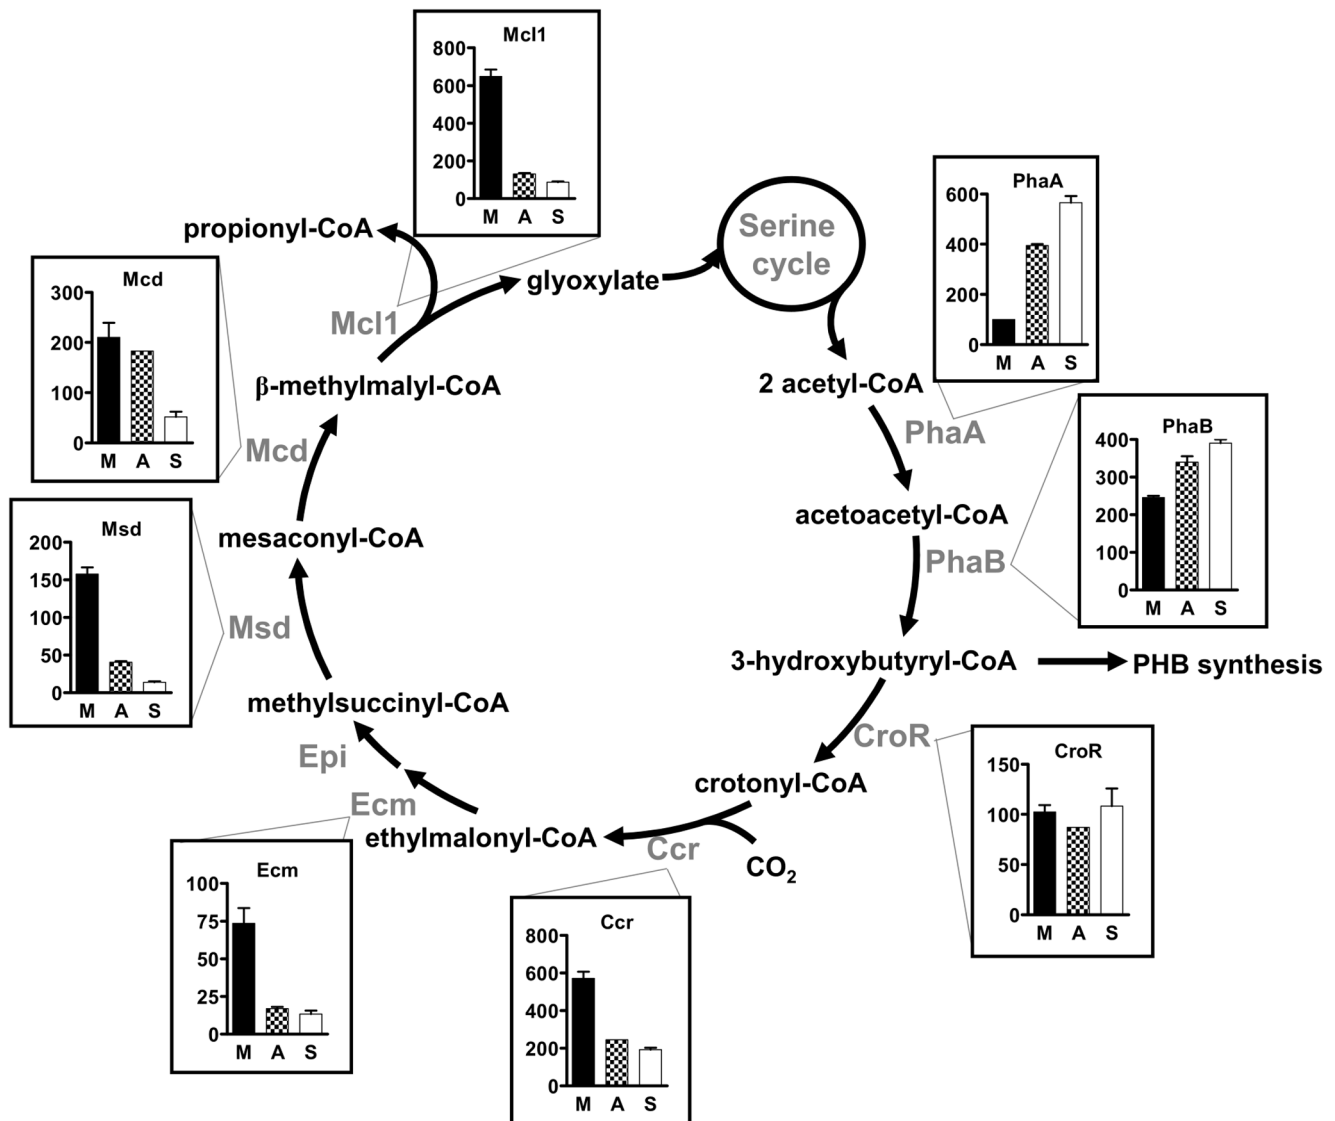 Mcl1
800
600
400
200
0
M A S
propionyl-CoA
glyoxylate
Serine
cycle
Mcl1
PhaA
600
400
200
0
M A S
Mcd
300
200
100
0
M A S
β-methylmalyl-CoA
2 acetyl-CoA
PhaA
Mcd
PhaB
400
300
200
100
0
M A S
acetoacetyl-CoA
PhaB
mesaconyl-CoA
Msd
200
150
100
50
0
M A S
Msd
3-hydroxybutyryl-CoA
PHB synthesis
methylsuccinyl-CoA
Epi
CroR
CroR
150
100
50
0
M A S
crotonyl-CoA
Ecm
ethylmalonyl-CoA
Ccr
CO₂
Ecm
100
75
50
25
0
M A S
Ccr
800
600
400
200
0
M A S